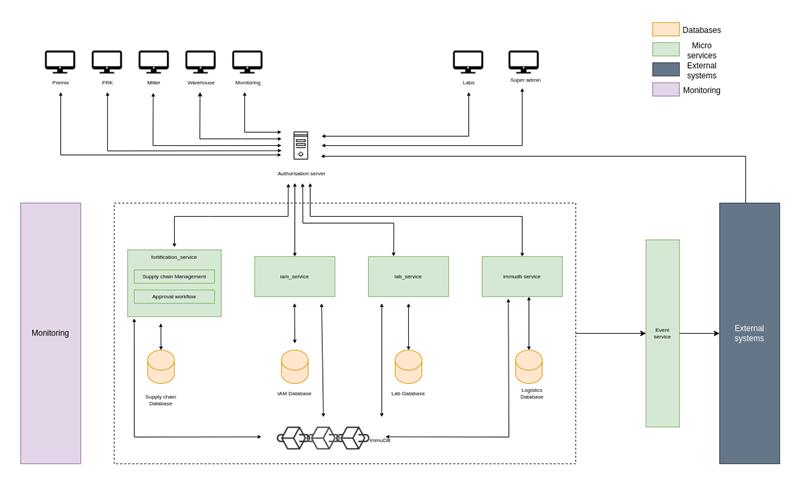 Databases
Micro
services
External
systems
Monitoring
Premix
FRK
Miller
Warehouse
Monitoring
Labs
Super admin
Authorisation server
fortification_service
Supply chain Management
Approval workflow
iam_service
lab_service
immudb service
Monitoring
Event
service
External
systems
Supply chain
Database
IAM Database
Lab Database
Logistics
Database
ImmuDB